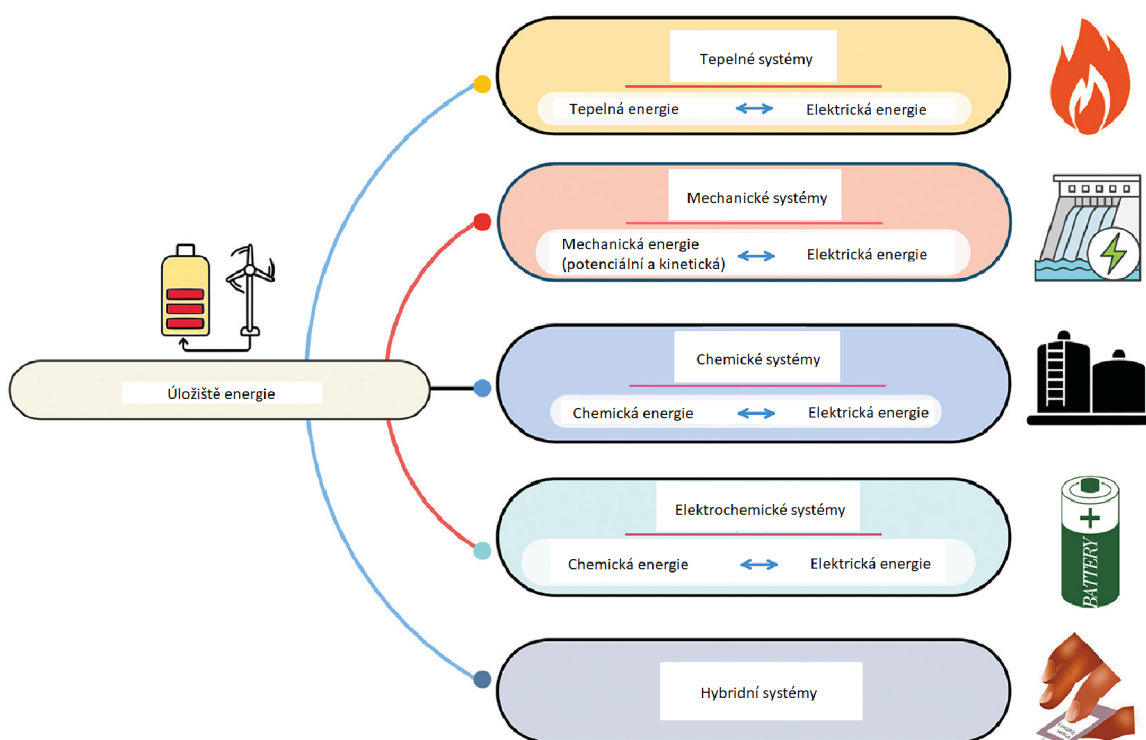 Tepelné systémy
Tepelná energie Elektrická energie
Mechanické systémy
Mechanická energie
(potenciální a kinetická) Elektrická energie
Úložiště energie
Chemické systémy
Chemická energie Elektrická energie
Elektrochemické systémy
Chemická energie Elektrická energie
BATTERY
Hybridní systémy